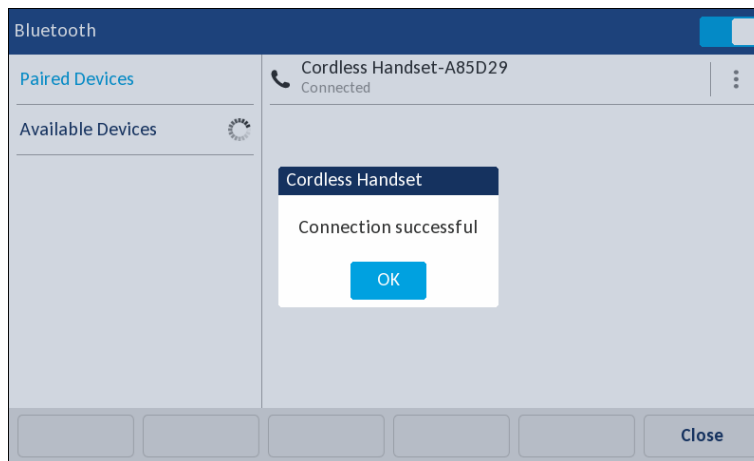 Bluetooth
Paired Devices
Cordless Handset-A85D29
Connected
Available Devices
Cordless Handset
Connection successful
OK
Close